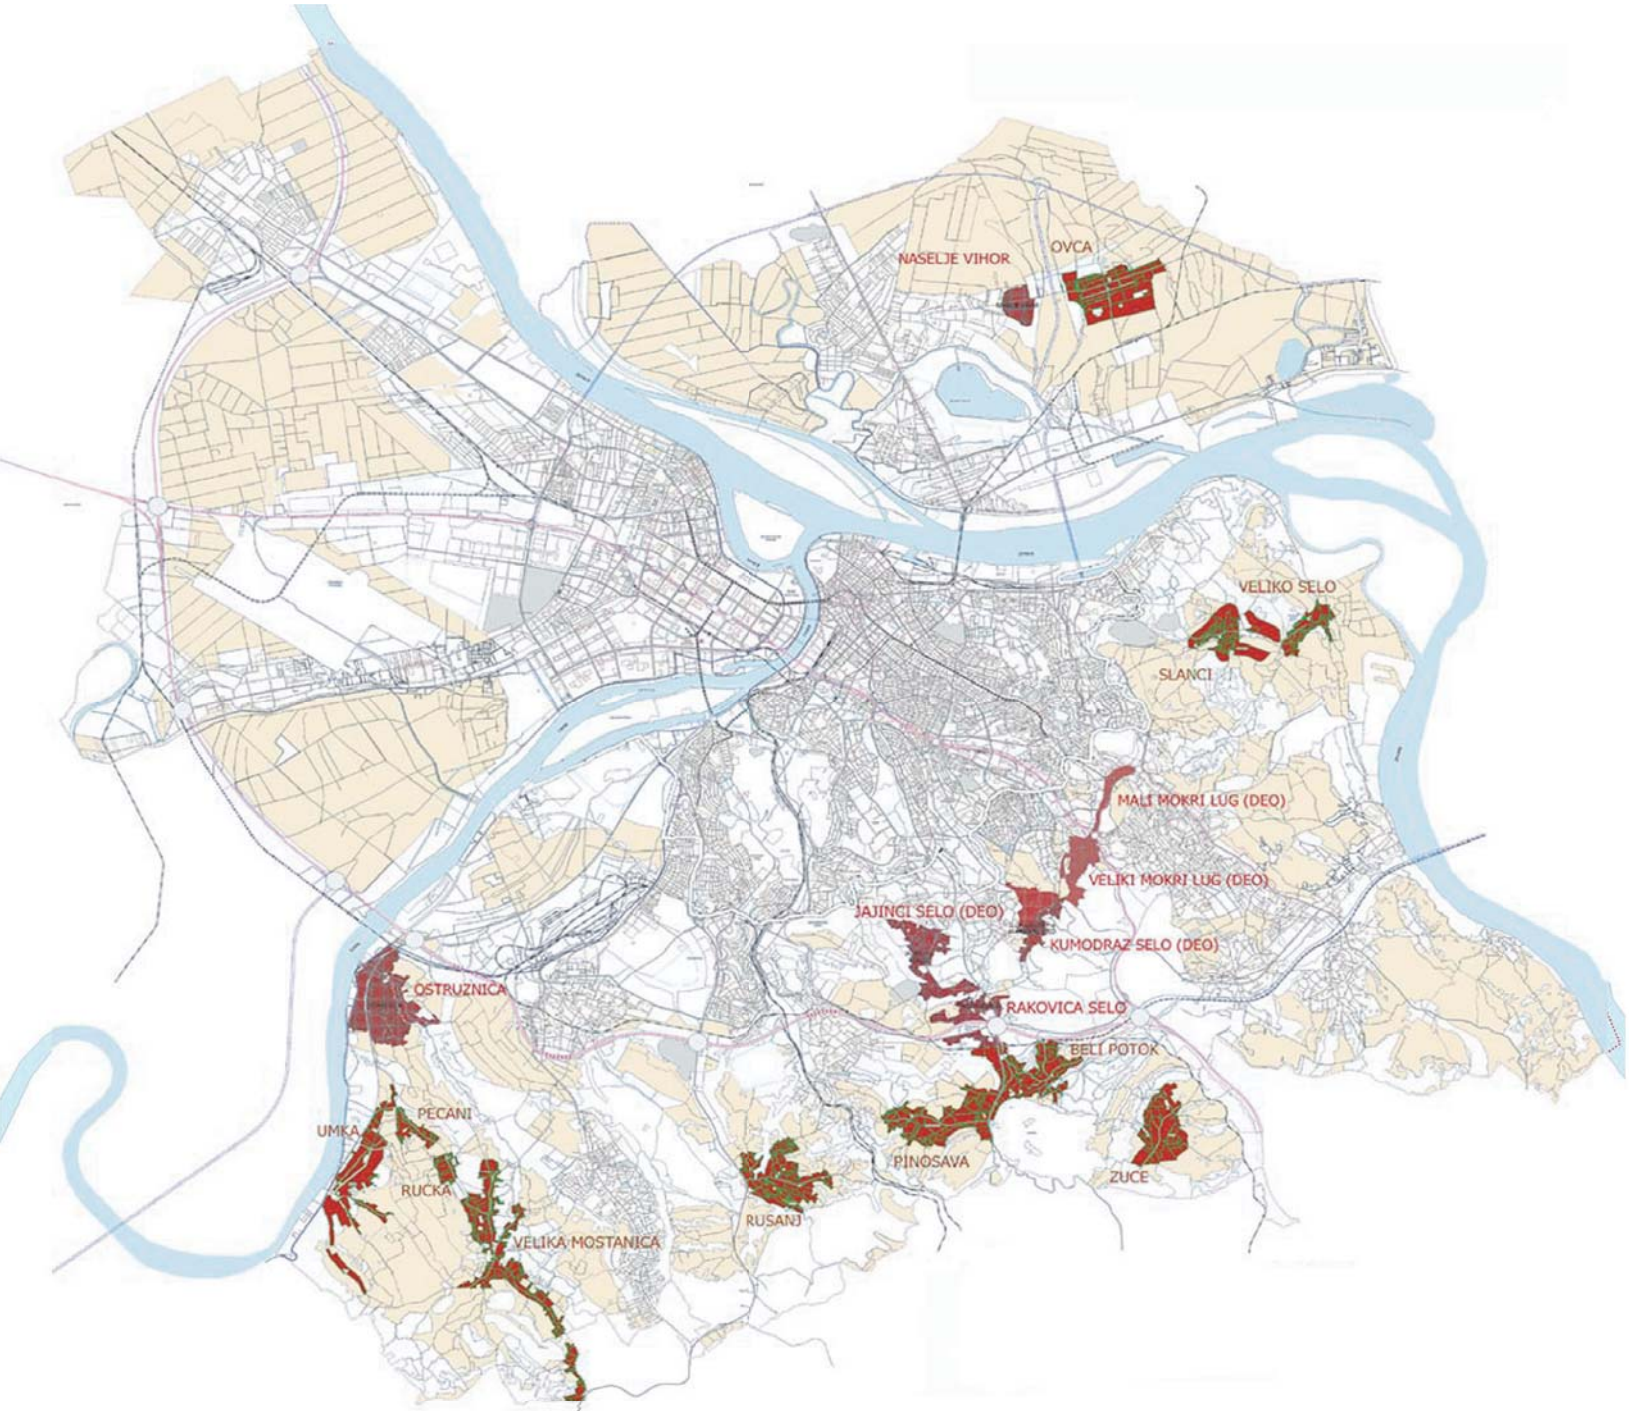 OVCA
NASELJE VIHOR
VELIKO SELO
SLANCI
MALI MOKRI LUG (DEO)
VELIKI MOKRI LUG (DEO)
JAJINCI SELO (DEO)
KUMODRAZ SELO (DEO)
OSTRUZNICA
RAKOVICA SELO
BELI POTOK
PECANI
UMKA
PINOSAVA
ZUCE
RUCKA
RUSANJ
VELIKA MOSTANICA